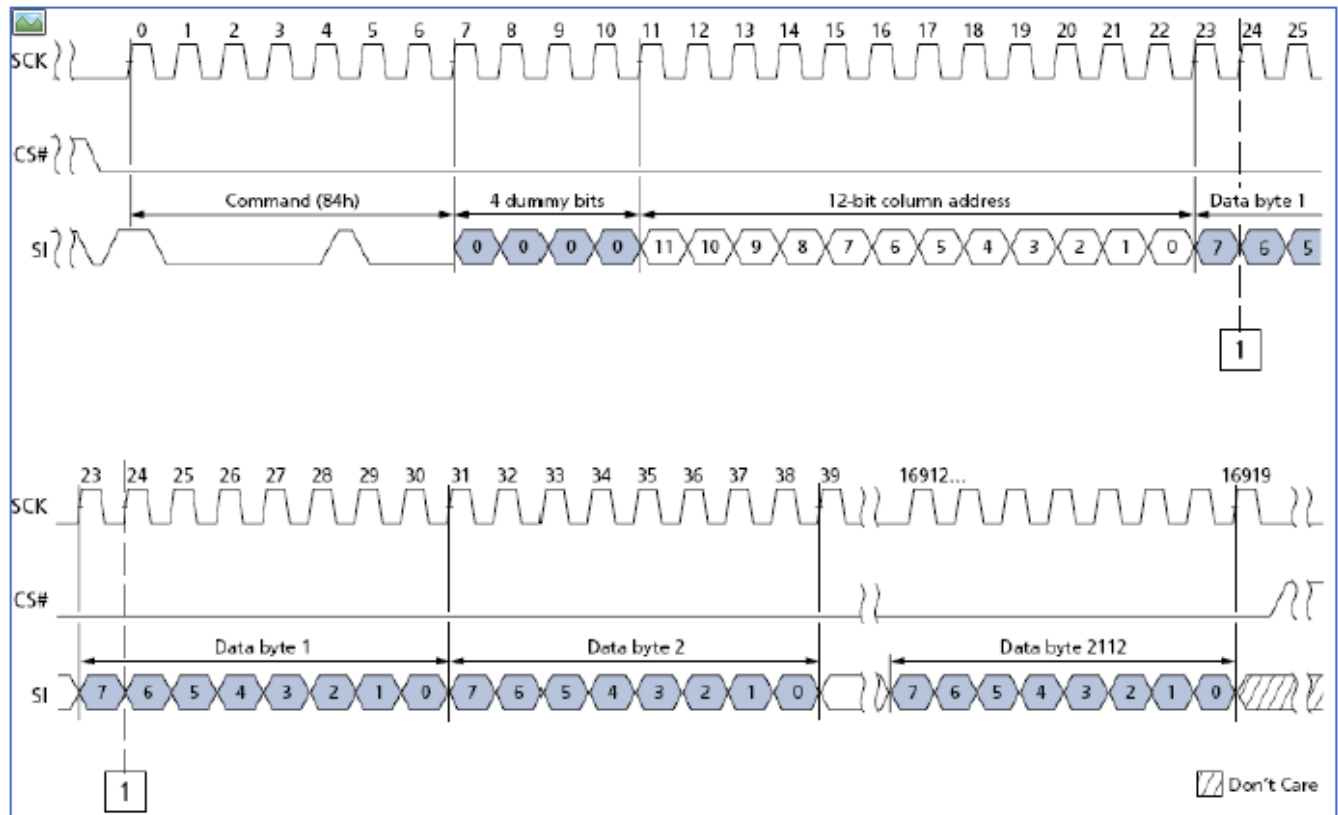 0 1 2 3 4 5 6 7 8 9 10 11 12 13 14 15 16 17 18 19 20 21 22 23 24 25
SCK
CS#
Command (84h) 4 dummy bits 12-bit column address Data byte 1
SI 0 0 0 0 11 10 9 8 7 6 5 4 3 2 1 0 7 6 5
1
23 24 25 26 27 28 29 30 31 32 33 34 35 36 37 38 39 16912... 16919
SCK
CS#
Data byte 1 Data byte 2 Data byte 2112
SI 7 6 5 4 3 2 1 0 7 6 5 4 3 2 1 0 7 6 5 4 3 2 1 0
1
Don't Care